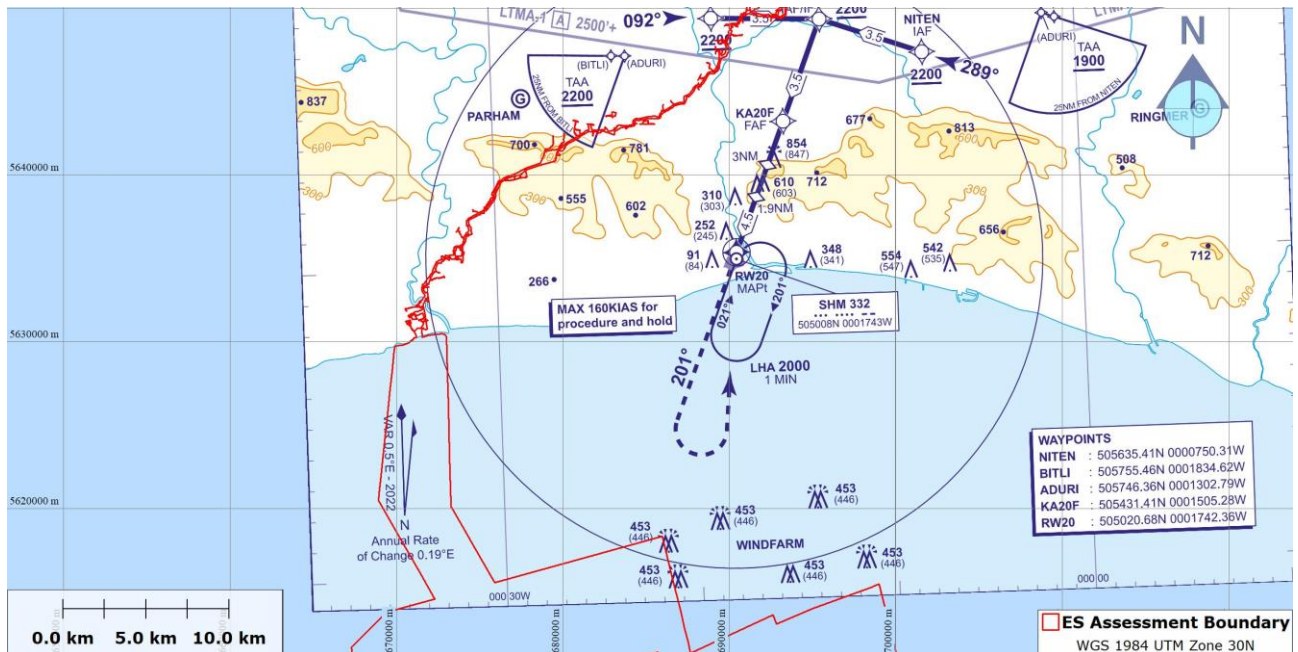 LTMA-1 A 2500'+
092°
3.5
2200
2200
NITEN
IAF
3.5
2200
289°
(ADURI)
TAA
1900
25NM FROM NITEN
N
(BITLI)
(ADURI)
TAA
2200
25NM FROM BITLI
G
PARHAM
837
600
300
3.5
KA20F
FAF
677
813
600
RINGMER
G
5640000 m
700
781
854
(847)
3NM
712
508
300
555
602
310
(303)
610
(603)
1.9NM
4.5
300
252
(245)
656
91
(84)
348
(341)
554
(547)
542
(535)
712
300
266
RW20
MAPt
021°
201°
MAX 160KIAS for
procedure and hold
SHM 332
505008N 0001743W
5630000 m
201°
LHA 2000
1 MIN
VAR 0.5°E - 2022
N
Annual Rate
of Change 0.19°E
WAYPOINTS
NITEN : 505635.41N 0000750.31W
BITLI : 505755.46N 0001834.62W
ADURI : 505746.36N 0001302.79W
KA20F : 505431.41N 0001505.28W
RW20 : 505020.68N 0001742.36W
5620000 m
453
(446)
453
(446)
453
(446)
WINDFARM
453
(446)
453
(446)
453
(446)
000 30W
000 00
670000 m
680000 m
690000 m
700000 m
0.0 km 5.0 km 10.0 km
ES Assessment Boundary
WGS 1984 UTM Zone 30N